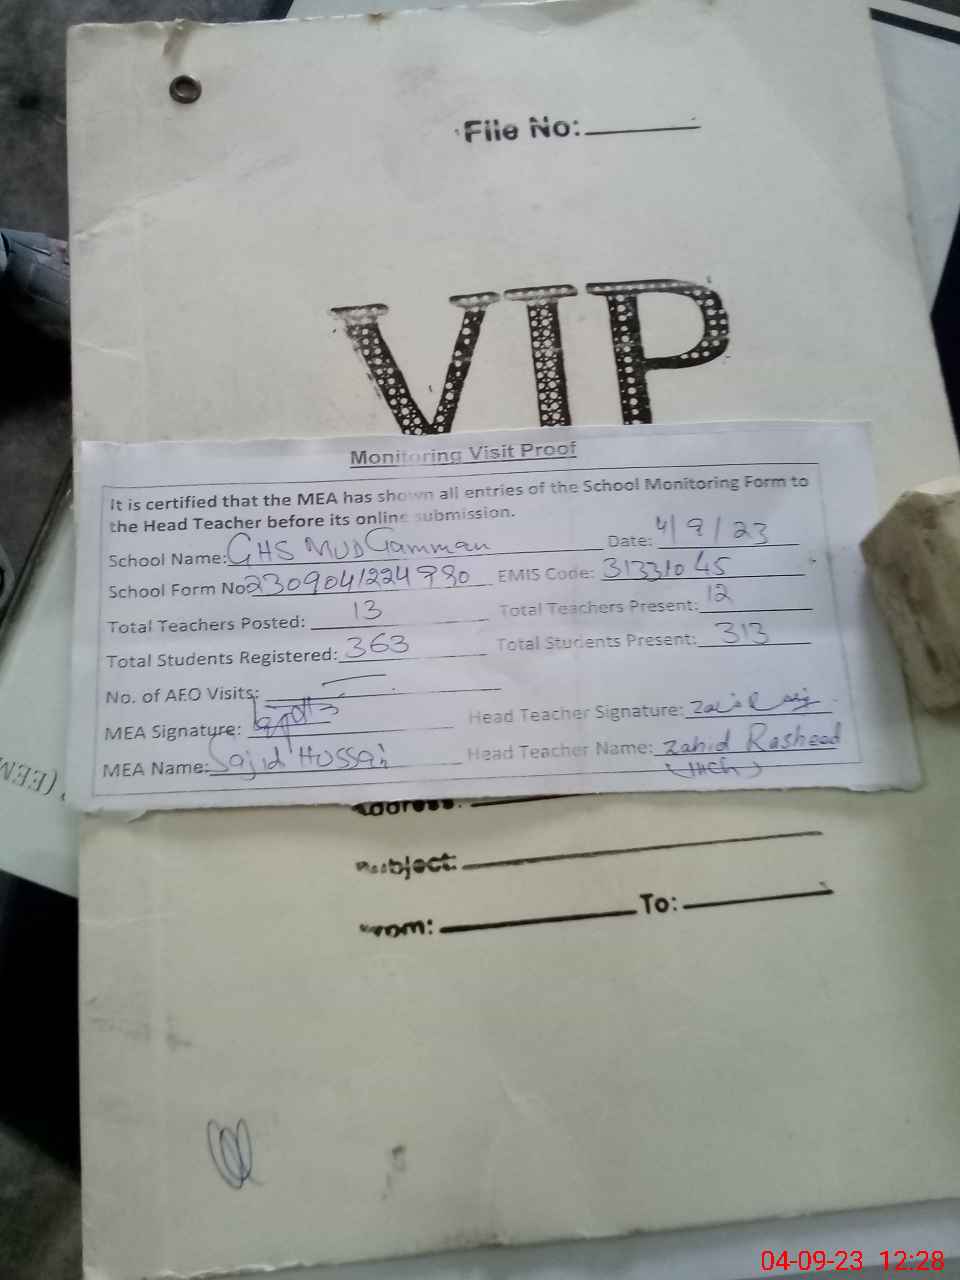 File No:
VIP
Monitoring Visit Proof
It is certified that the MEA has shown all entries of the School Monitoring Form to
the Head Teacher before its online submission.
School Name: GHS MUD Gamman Date: 4/9/23
School Form No EMIS Code: 31331045
Total Teachers Posted: 13 Total Teachers Present: 12
Total Students Registered: 363 Total Students Present: 313
No. of AEO Visits:
MEA Signature: Head Teacher Signature:
MEA Name: Sajid Hussain Head Teacher Name: Zahid Rasheed
Address:
Subject:
From: To:
04-09-23 12:28